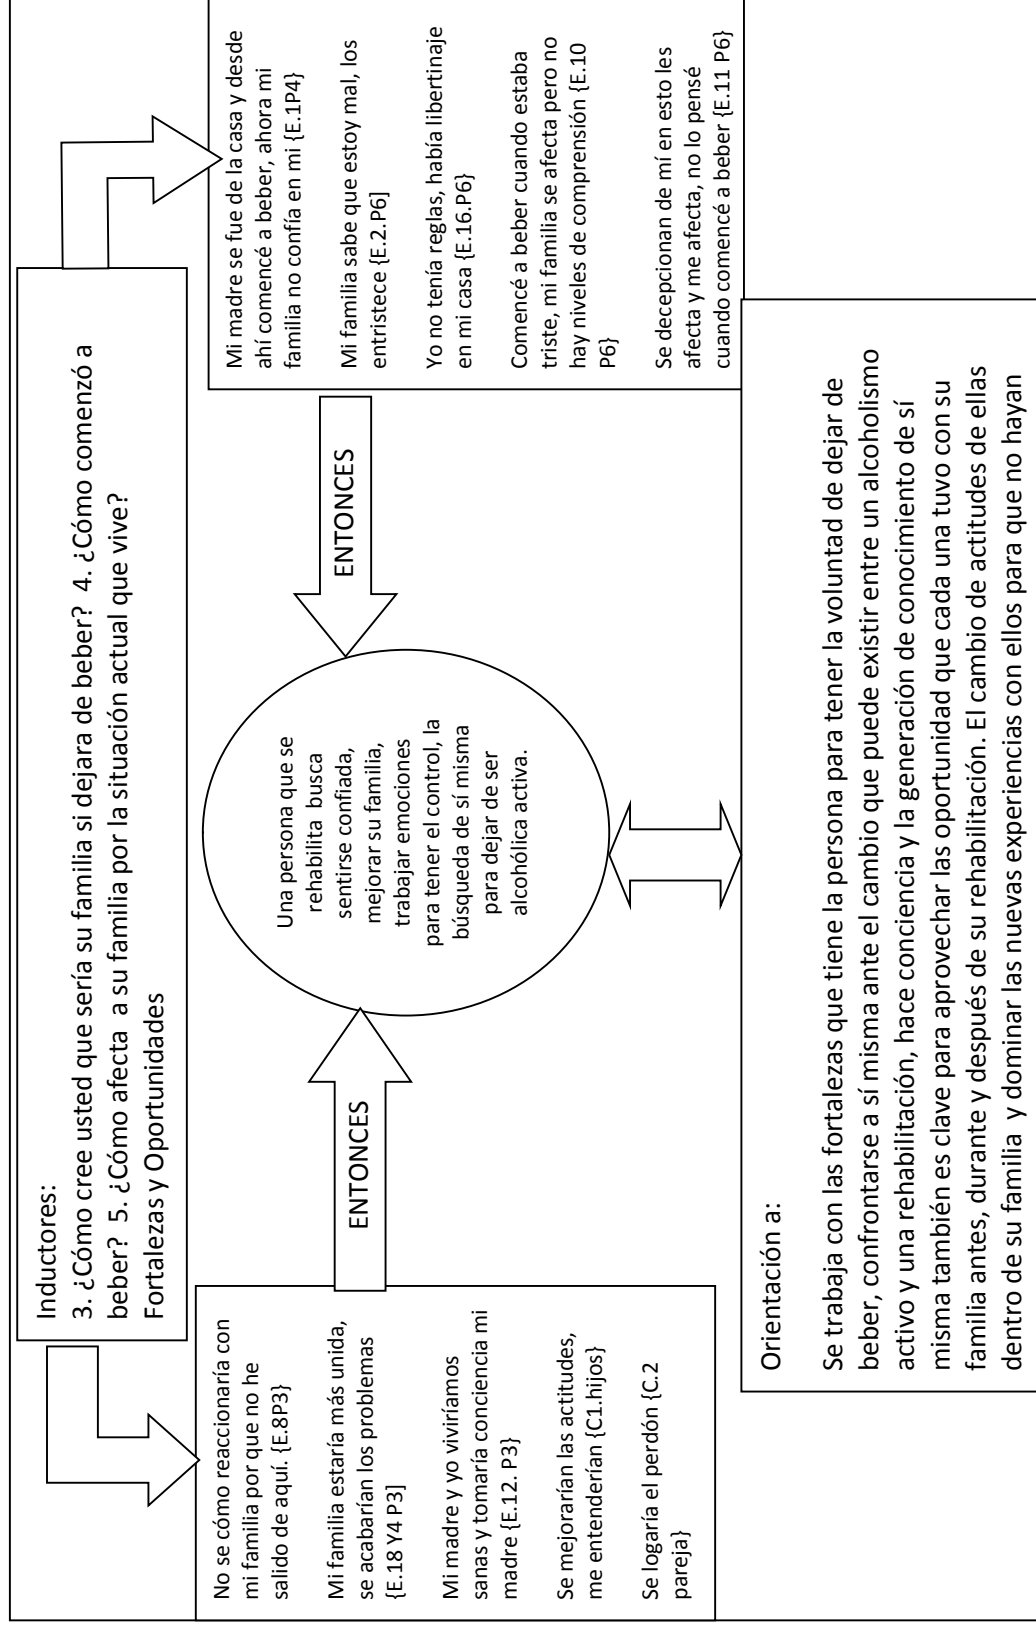 Inductores:
3. ¿Cómo cree usted que sería su familia si dejara de beber?  4. ¿Cómo comenzó a
beber?  5. ¿Cómo afecta  a su familia por la situación actual que vive?
Fortalezas y Oportunidades
No se cómo reaccionaría con
mi familia por que no he
salido de aquí. {E.8P3}
Mi familia estaría más unida,
se acabarían los problemas
{E.18 Y4 P3]
Mi madre y yo viviríamos
sanas y tomaría conciencia mi
madre {E.12. P3}
Se mejorarían las actitudes,
me entenderían {C1.hijos}
Se logaría el perdón {C.2
pareja}
ENTONCES
Una persona que se
rehabilita  busca
sentirse confiada,
mejorar su familia,
trabajar emociones
para tener el control, la
búsqueda de sí misma
para dejar de ser
alcohólica activa.
ENTONCES
Mi madre se fue de la casa y desde
ahí comencé a beber, ahora mi
familia no confía en mi {E.1P4}
Mi familia sabe que estoy mal, los
entristece {E.2.P6]
Yo no tenía reglas, había libertinaje
en mi casa {E.16.P6}
Comencé a beber cuando estaba
triste, mi familia se afecta pero no
hay niveles de comprensión {E.10
P6}
Se decepcionan de mí en esto les
afecta y me afecta, no lo pensé
cuando comencé a beber {E.11 P6}
Orientación a:
Se trabaja con las fortalezas que tiene la persona para tener la voluntad de dejar de
beber, confrontarse a sí misma ante el cambio que puede existir entre un alcoholismo
activo y una rehabilitación, hace conciencia y la generación de conocimiento de sí
misma también es clave para aprovechar las oportunidad que cada una tuvo con su
familia antes, durante y después de su rehabilitación. El cambio de actitudes de ellas
dentro de su familia  y dominar las nuevas experiencias con ellos para que no hayan